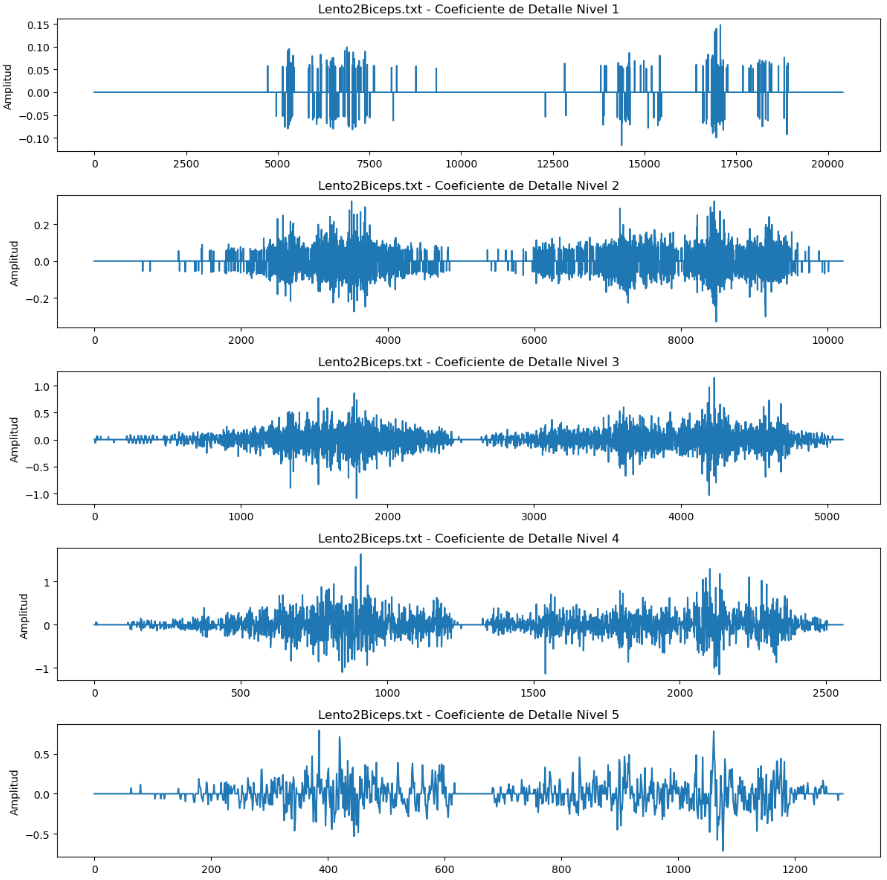 Lento2Biceps.txt - Coeficiente de Detalle Nivel 1
0.15
0.10
0.05
0.00
−0.05
−0.10
Amplitud
0 2500 5000 7500 10000 12500 15000 17500 20000
Lento2Biceps.txt - Coeficiente de Detalle Nivel 2
0.2
0.0
−0.2
Amplitud
0 2000 4000 6000 8000 10000
Lento2Biceps.txt - Coeficiente de Detalle Nivel 3
1.0
0.5
0.0
−0.5
−1.0
Amplitud
0 1000 2000 3000 4000 5000
Lento2Biceps.txt - Coeficiente de Detalle Nivel 4
1
0
−1
Amplitud
0 500 1000 1500 2000 2500
Lento2Biceps.txt - Coeficiente de Detalle Nivel 5
0.5
0.0
−0.5
Amplitud
0 200 400 600 800 1000 1200